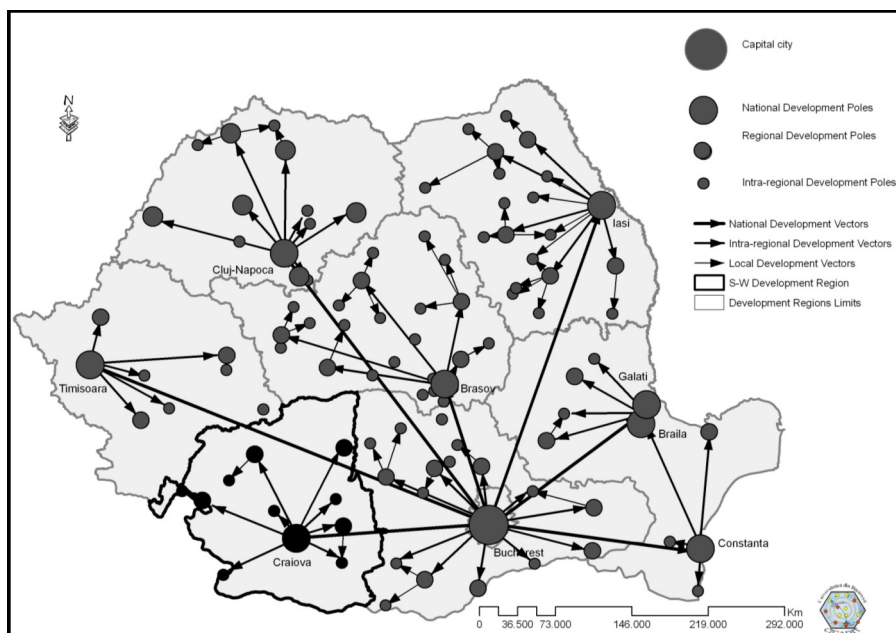 N
Capital city
National Development Poles
Regional Development Poles
Intra-regional Development Poles
National Development Vectors
Intra-regional Development Vectors
Local Development Vectors
S-W Development Region
Development Regions Limits
Iasi
Cluj-Napoca
Timisoara
Brasov
Galati
Braila
Craiova
Bucharest
Constanta
Km
0 36.500 73.000 146.000 219.000 292.000